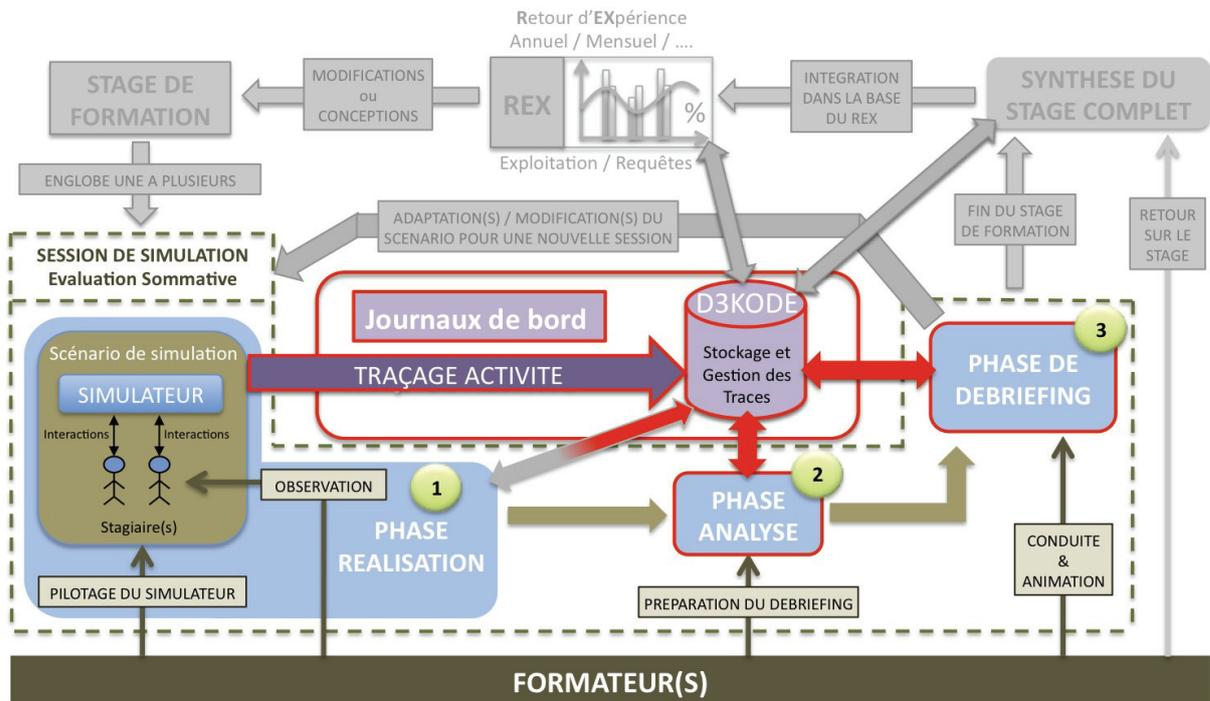 Retour d'EXpérience
Annuel / Mensuel / ....
STAGE DE
FORMATION
MODIFICATIONS
ou
CONCEPTIONS
REX
%
INTEGRATION
DANS LA BASE
DU REX
SYNTHESE DU
STAGE COMPLET
Exploitation / Requêtes
ENGLOBE UNE A PLUSIEURS
ADAPTATION(S) / MODIFICATION(S) DU
SCENARIO POUR UNE NOUVELLE SESSION
FIN DU STAGE
DE FORMATION
RETOUR
SUR LE
STAGE
SESSION DE SIMULATION
Evaluation Sommative
Journaux de bord
D3KODE
Stockage et
Gestion des
Traces
TRAÇAGE ACTIVITE
Scénario de simulation
SIMULATEUR
Interactions
Interactions
Stagiaire(s)
OBSERVATION
1
PHASE
REALISATION
2
PHASE
ANALYSE
3
PHASE DE
DEBRIEFING
PILOTAGE DU SIMULATEUR
PREPARATION DU DEBRIEFING
CONDUITE
&
ANIMATION
FORMATEUR(S)